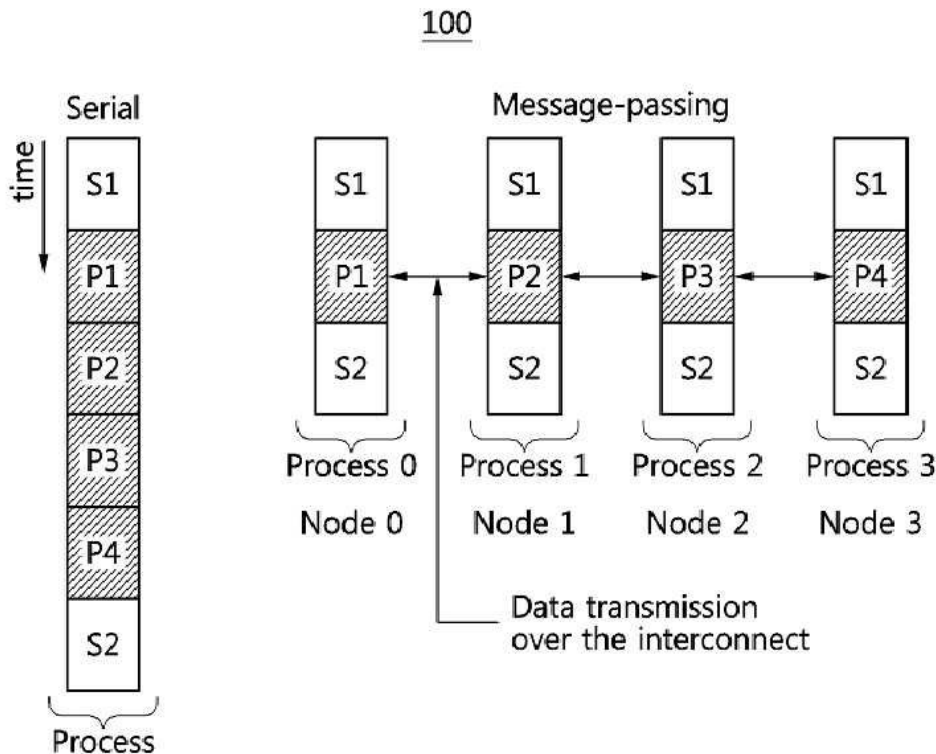 100
Serial
Message-passing
time
S1
P1
P2
P3
P4
S2
Process
S1
P1
S2
Process 0
Node 0
S1
P2
S2
Process 1
Node 1
S1
P3
S2
Process 2
Node 2
S1
P4
S2
Process 3
Node 3
Data transmission
over the interconnect